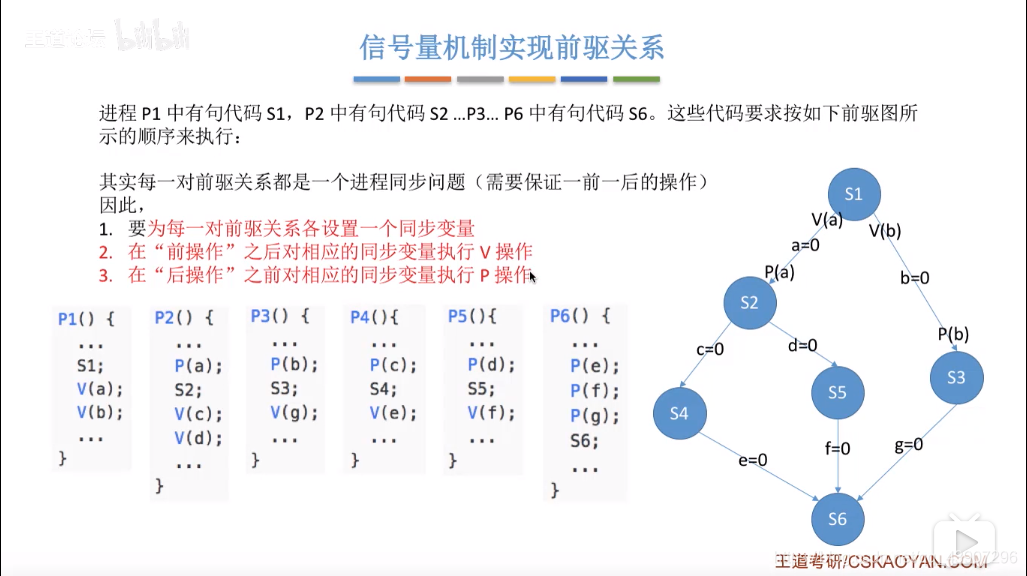 信号量机制实现前驱关系
进程 P1 中有句代码 S1，P2 中有句代码 S2 ...P3... P6 中有句代码 S6。这些代码要求按如下前驱图所
示的顺序来执行：
其实每一对前驱关系都是一个进程同步问题（需要保证一前一后的操作）
因此，
1. 要为每一对前驱关系各设置一个同步变量
2. 在“前操作”之后对相应的同步变量执行 V 操作
3. 在“后操作”之前对相应的同步变量执行 P 操作
P1() {
...
S1;
V(a);
V(b);
...
}
P2() {
...
P(a);
S2;
V(c);
V(d);
...
}
P3() {
...
P(b);
S3;
V(g);
...
}
P4(){
...
P(c);
S4;
V(e);
...
}
P5(){
...
P(d);
S5;
V(f);
...
}
P6() {
...
P(e);
P(f);
P(g);
S6;
...
}
S1
V(a)
V(b)
a=0
P(a)
b=0
S2
P(b)
c=0
d=0
S3
S4
S5
e=0
f=0
g=0
S6
王道考研/CSKAOYAN.COM